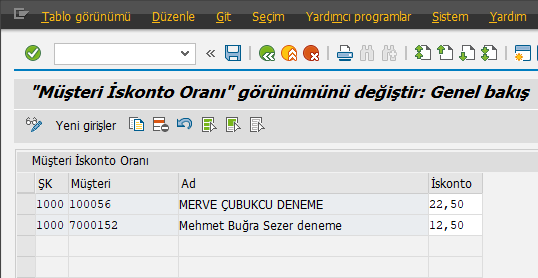 Tablo görünümü Düzenle Git Seçim Yardımcı programlar Sistem Yardım
"Müşteri İskonto Oranı" görünümünü değiştir: Genel bakış
Yeni girişler
Müşteri İskonto Oranı
ŞK Müşteri Ad İskonto
1000 100056 MERVE ÇUBUKCU DENEME 22,50
1000 7000152 Mehmet Buğra Sezer deneme 12,50